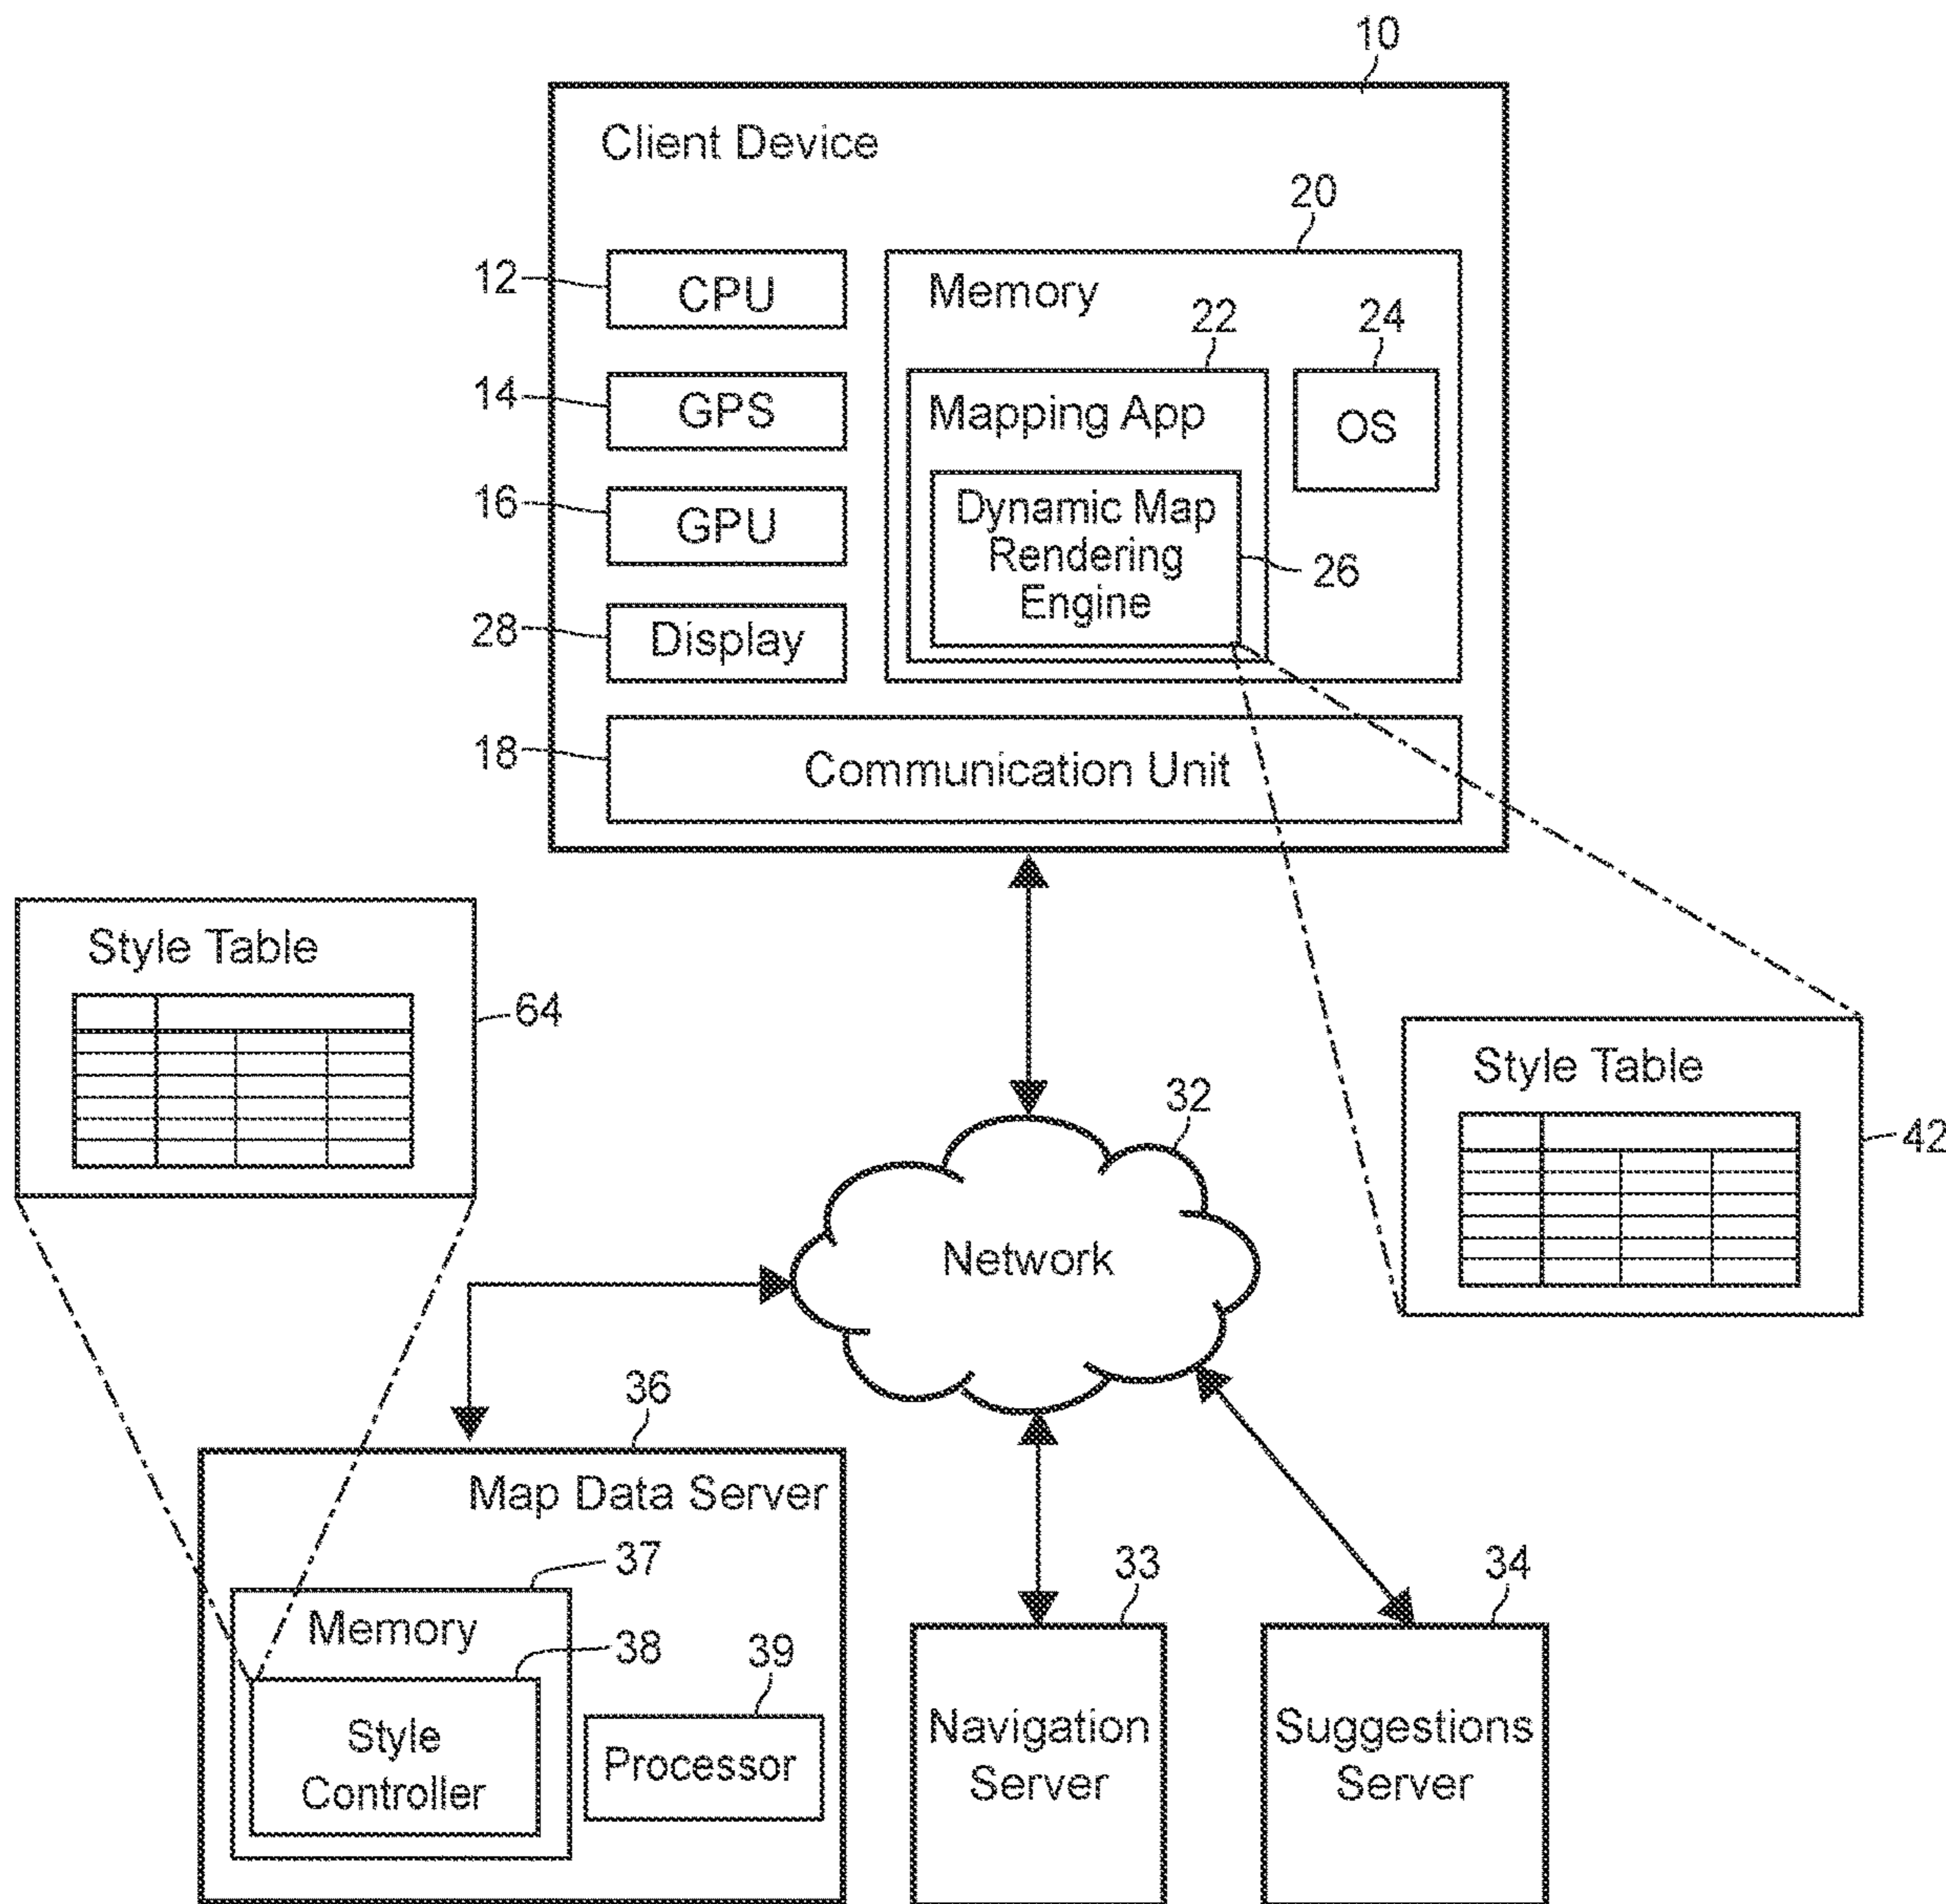 10
Client Device
20
12
CPU
Memory
22
24
14
GPS
Mapping App
OS
16
GPU
Dynamic Map
Rendering
Engine
26
28
Display
18
Communication Unit
Style Table
64
Style Table
42
32
Network
36
Map Data Server
37
Memory
38
39
Style
Controller
Processor
33
Navigation
Server
34
Suggestions
Server